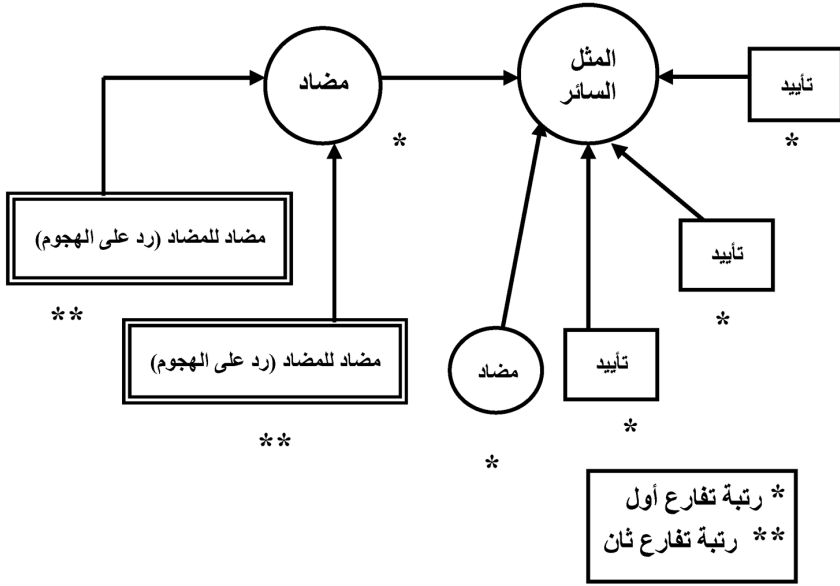 المثل
السائر
مضاد
تأييد
*
*
مضاد للمضاد (رد على الهجوم)
**
تأييد
*
مضاد للمضاد (رد على الهجوم)
**
مضاد
*
تأييد
*
* رتبة تفارع أول
** رتبة تفارع ثان